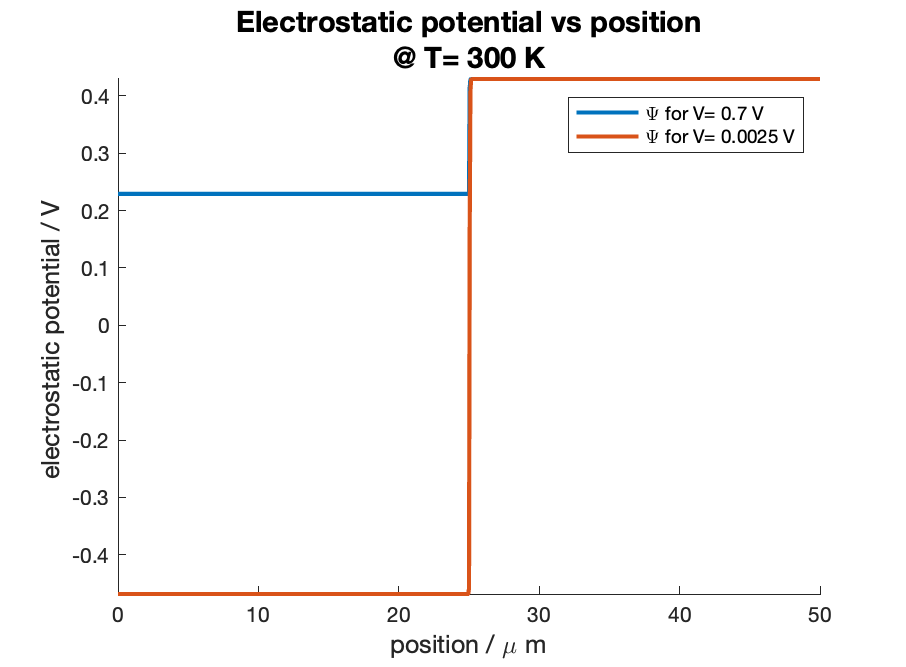 Electrostatic potential vs position
@ T= 300 K
0.4
0.3
0.2
0.1
0
-0.1
-0.2
-0.3
-0.4
electrostatic potential / V
Ψ for V= 0.7 V
Ψ for V= 0.0025 V
0 10 20 30 40 50
position / μ m